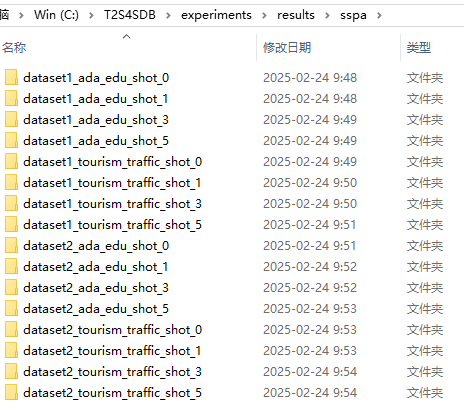 脑 › Win (C:) › T2S4SDB › experiments › results › sspa ›
名称 修改日期 类型
dataset1_ada_edu_shot_0 2025-02-24 9:48 文件夹
dataset1_ada_edu_shot_1 2025-02-24 9:48 文件夹
dataset1_ada_edu_shot_3 2025-02-24 9:49 文件夹
dataset1_ada_edu_shot_5 2025-02-24 9:49 文件夹
dataset1_tourism_traffic_shot_0 2025-02-24 9:49 文件夹
dataset1_tourism_traffic_shot_1 2025-02-24 9:50 文件夹
dataset1_tourism_traffic_shot_3 2025-02-24 9:50 文件夹
dataset1_tourism_traffic_shot_5 2025-02-24 9:51 文件夹
dataset2_ada_edu_shot_0 2025-02-24 9:51 文件夹
dataset2_ada_edu_shot_1 2025-02-24 9:52 文件夹
dataset2_ada_edu_shot_3 2025-02-24 9:52 文件夹
dataset2_ada_edu_shot_5 2025-02-24 9:53 文件夹
dataset2_tourism_traffic_shot_0 2025-02-24 9:53 文件夹
dataset2_tourism_traffic_shot_1 2025-02-24 9:53 文件夹
dataset2_tourism_traffic_shot_3 2025-02-24 9:54 文件夹
dataset2_tourism_traffic_shot_5 2025-02-24 9:54 文件夹